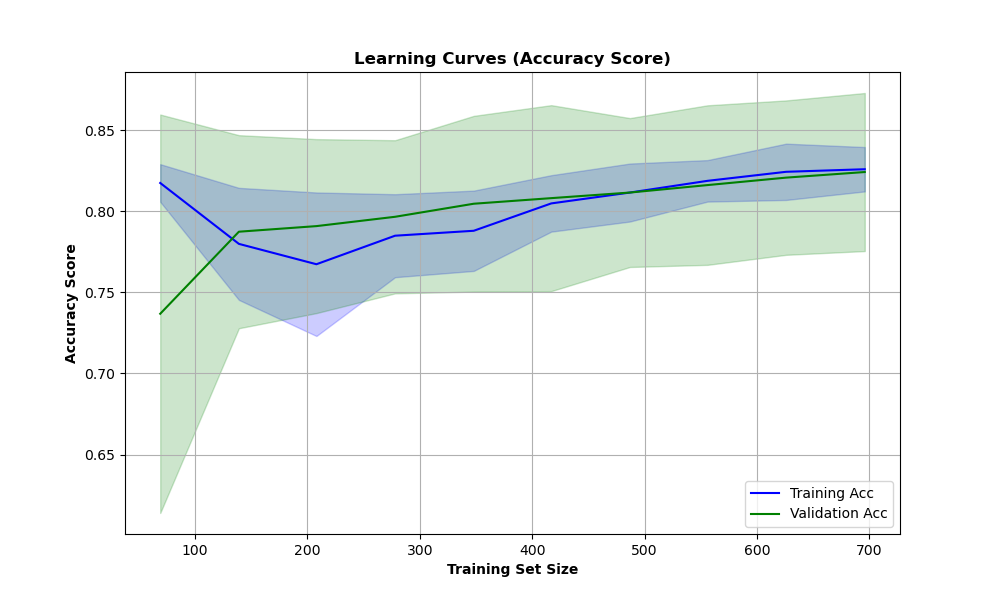 Learning Curves (Accuracy Score)
Accuracy Score
0.85
0.80
0.75
0.70
0.65
100 200 300 400 500 600 700
Training Set Size
Training Acc
Validation Acc